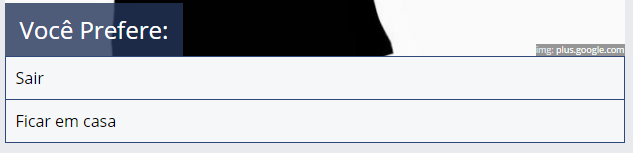 Você Prefere:
img: plus.google.com
Sair
Ficar em casa